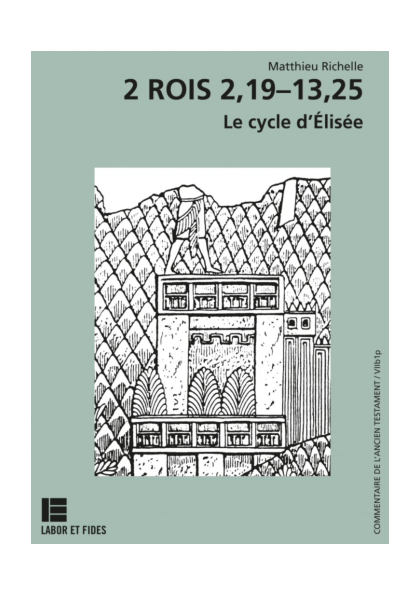 Matthieu Richelle
2 ROIS 2,19–13,25
Le cycle d’Élisée
COMMENTAIRE DE L’ANCIEN TESTAMENT / VIIb1p
LABOR ET FIDES